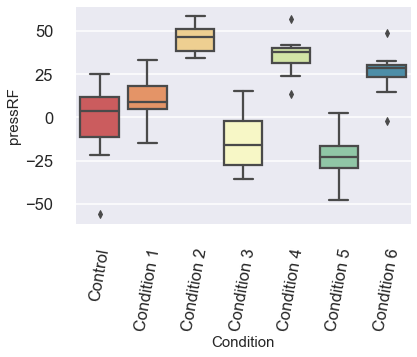 pressRF
50
25
0
−25
−50
Control
Condition 1
Condition 2
Condition 3
Condition 4
Condition 5
Condition 6
Condition